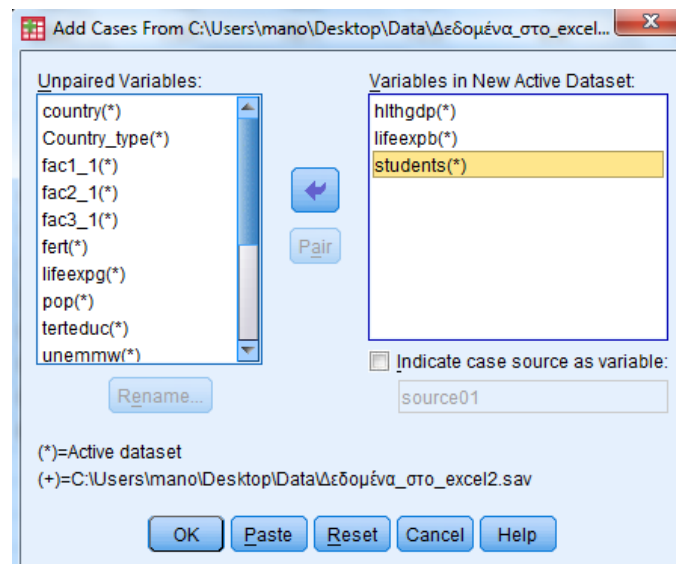 Add Cases From C:\Users\mano\Desktop\Data\Δεδομένα_στο_excel...
Unpaired Variables:
country(*)
Country_type(*)
fac1_1(*)
fac2_1(*)
fac3_1(*)
fert(*)
lifeexpg(*)
pop(*)
terteduc(*)
unemmw(*)
Rename...
Pair
Variables in New Active Dataset:
hlthgdp(*)
lifeexpb(*)
students(*)
Indicate case source as variable:
source01
(*)=Active dataset
(+)=C:\Users\mano\Desktop\Data\Δεδομένα_στο_excel2.sav
OK Paste Reset Cancel Help